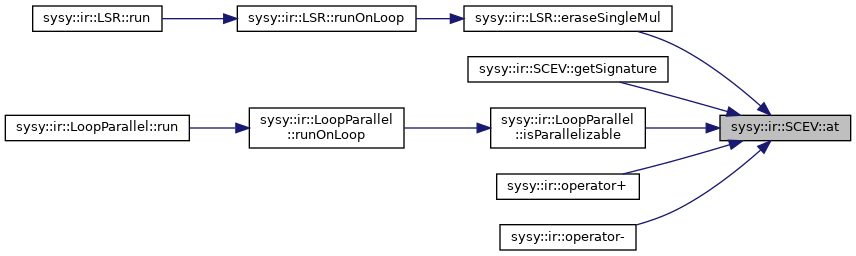 sysy::ir::LSR::run
sysy::ir::LSR::runOnLoop
sysy::ir::LSR::eraseSingleMul
sysy::ir::SCEV::getSignature
sysy::ir::LoopParallel::run
sysy::ir::LoopParallel
::runOnLoop
sysy::ir::LoopParallel
::isParallelizable
sysy::ir::SCEV::at
sysy::ir::operator+
sysy::ir::operator-